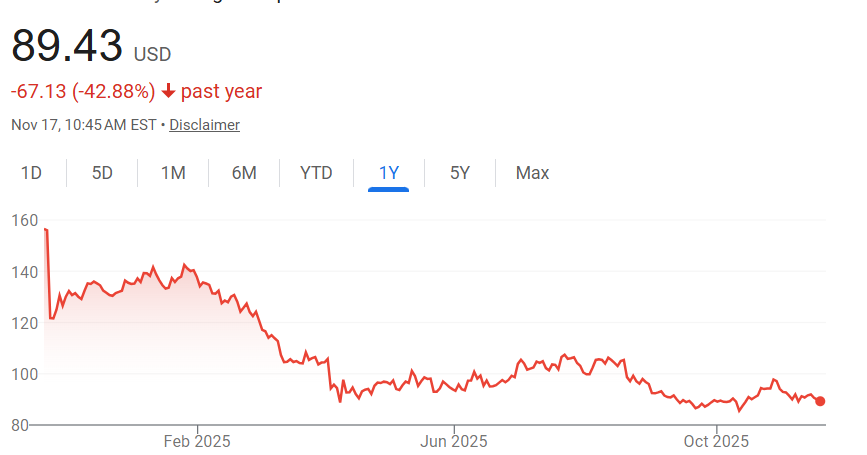 89.43 USD
-67.13 (-42.88%) ↓ past year
Nov 17, 10:45 AM EST • Disclaimer
1D 5D 1M 6M YTD 1Y 5Y Max
160
140
120
100
80
Feb 2025 Jun 2025 Oct 2025